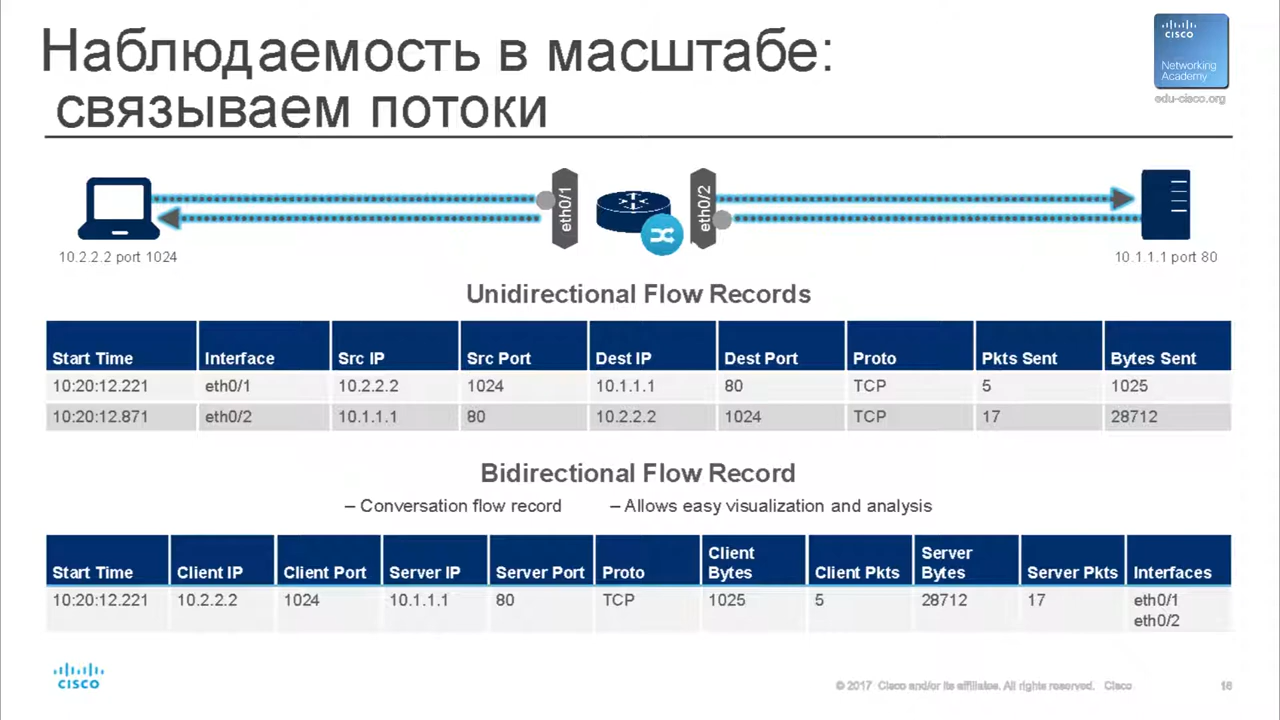 Наблюдаемость в масштабе:
связываем потоки
CISCO
Networking
Academy
edu-cisco.org
eth0/1
eth0/2
10.2.2.2 port 1024
10.1.1.1 port 80
Unidirectional Flow Records
Start Time Interface Src IP Src Port Dest IP Dest Port Proto Pkts Sent Bytes Sent
10:20:12.221 eth0/1 10.2.2.2 1024 10.1.1.1 80 TCP 5 1025
10:20:12.871 eth0/2 10.1.1.1 80 10.2.2.2 1024 TCP 17 28712
Bidirectional Flow Record
– Conversation flow record – Allows easy visualization and analysis
Start Time Client IP Client Port Server IP Server Port Proto Client Bytes Client Pkts Server Bytes Server Pkts Interfaces
10:20:12.221 10.2.2.2 1024 10.1.1.1 80 TCP 1025 5 28712 17 eth0/1
eth0/2
CISCO
© 2017 Cisco and/or its affiliates. All rights reserved. Cisco 16